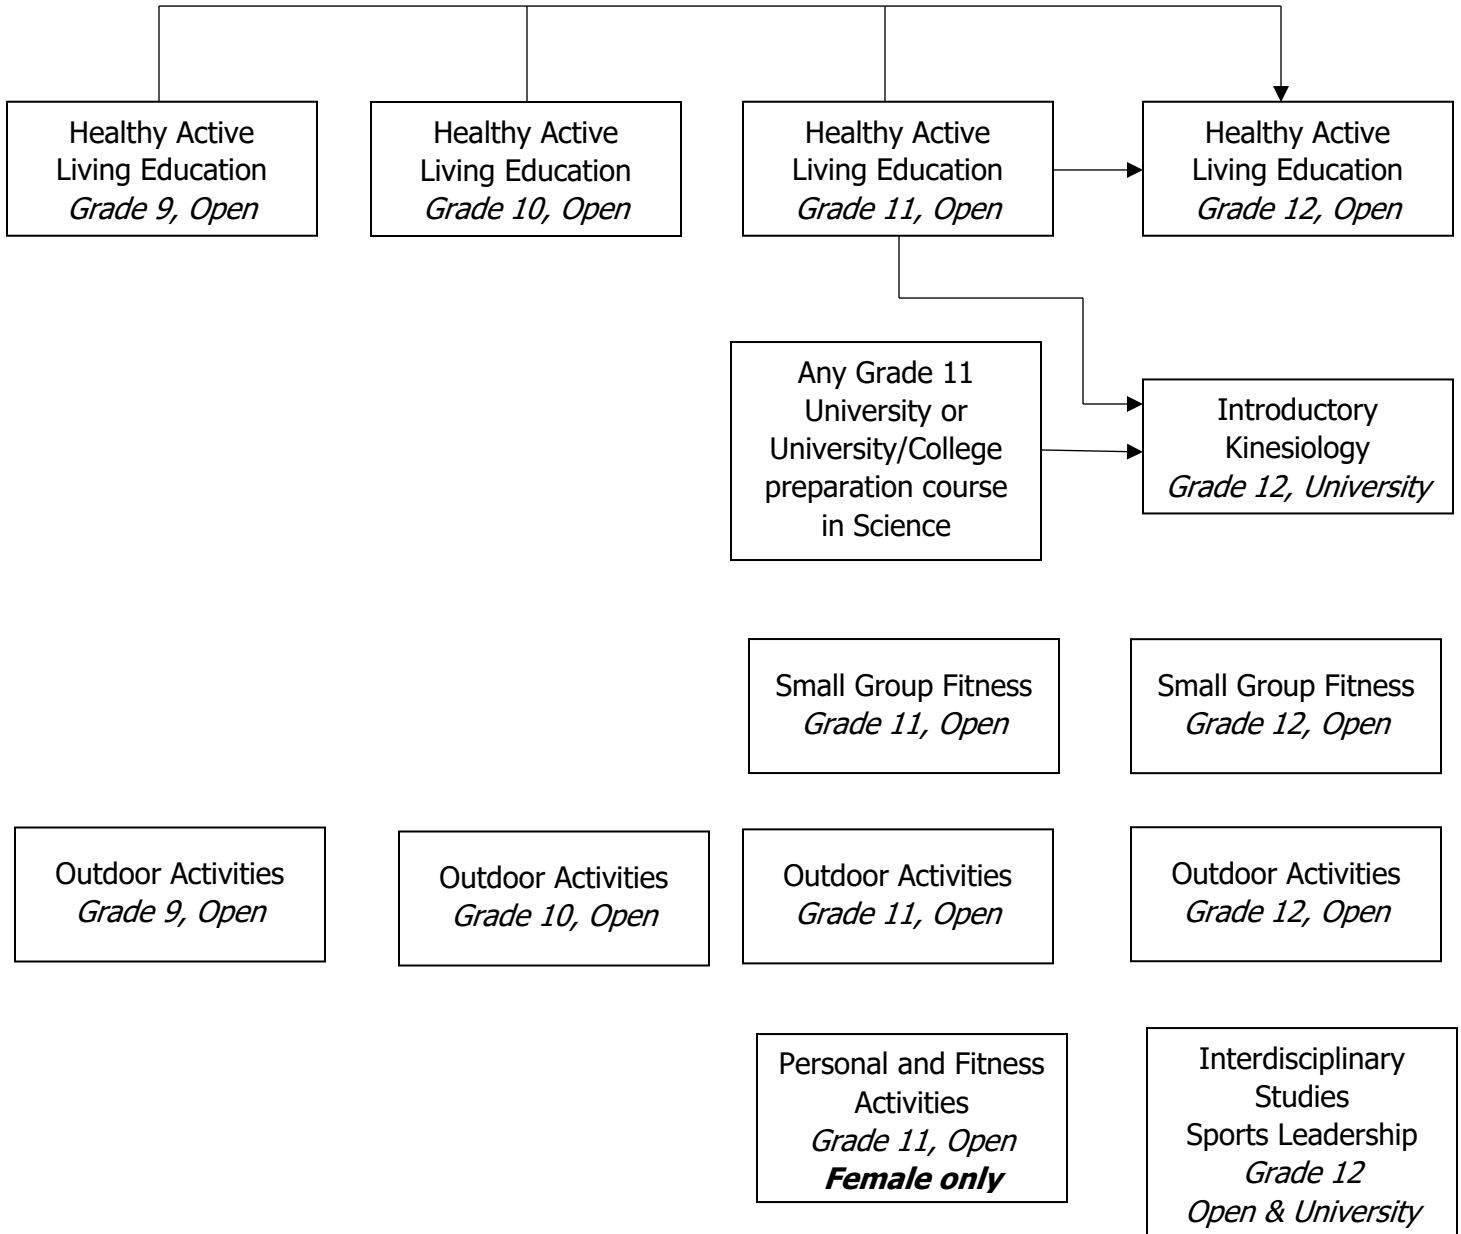 Healthy Active
Living Education
Grade 9, Open
Healthy Active
Living Education
Grade 10, Open
Healthy Active
Living Education
Grade 11, Open
Healthy Active
Living Education
Grade 12, Open
Any Grade 11
University or
University/College
preparation course
in Science
Introductory
Kinesiology
Grade 12, University
Small Group Fitness
Grade 11, Open
Small Group Fitness
Grade 12, Open
Outdoor Activities
Grade 9, Open
Outdoor Activities
Grade 10, Open
Outdoor Activities
Grade 11, Open
Outdoor Activities
Grade 12, Open
Personal and Fitness
Activities
Grade 11, Open
Female only
Interdisciplinary
Studies
Sports Leadership
Grade 12
Open & University